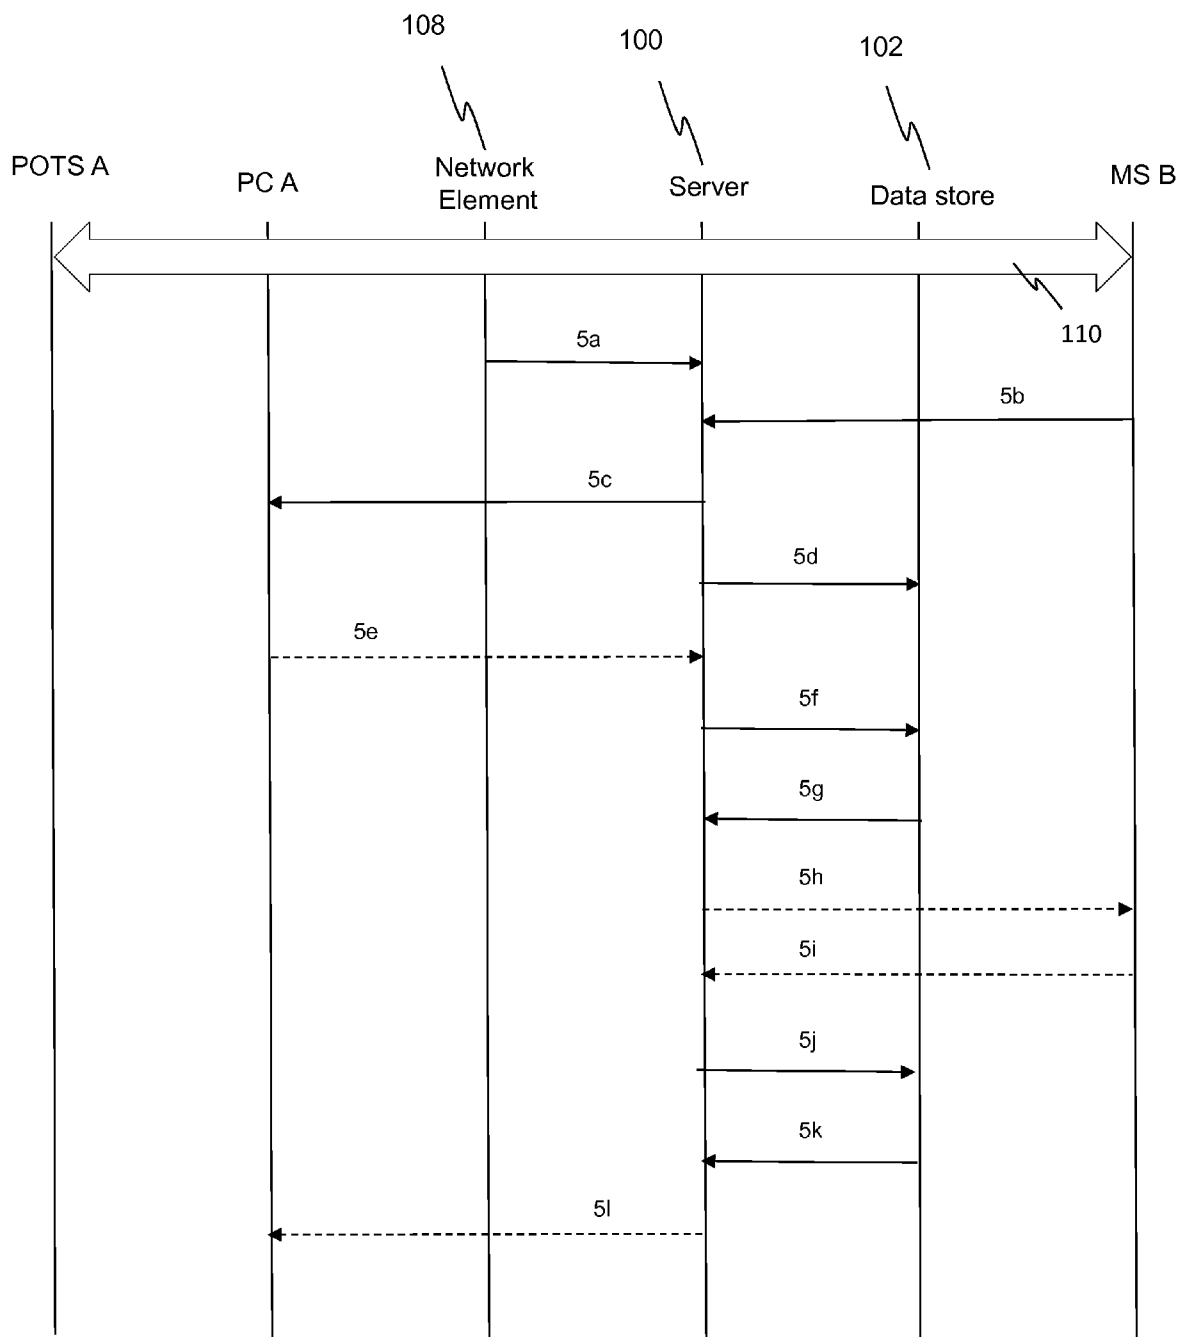 108
100
102
POTS A
PC A
Network
Element
Server
Data store
MS B
110
5a
5b
5c
5d
5e
5f
5g
5h
5i
5j
5k
5l